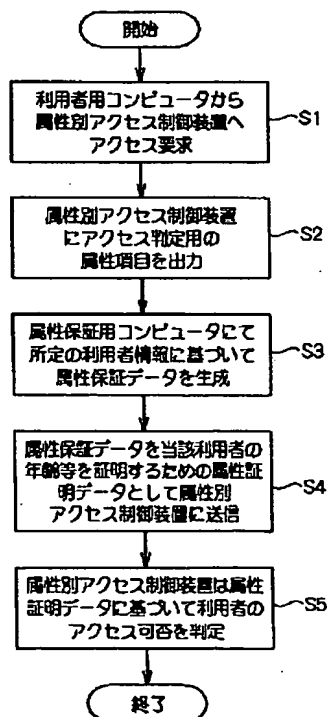 開始
利用者用コンピュータから
属性別アクセス制御装置へ
アクセス要求
S1
属性別アクセス制御装置
にアクセス判定用の
属性項目を出力
S2
属性保証用コンピュータにて
所定の利用者情報に基づいて
属性保証データを生成
S3
属性保証データを当該利用者の
年齢等を証明するための属性証
明データとして属性別
アクセス制御装置に送信
S4
属性別アクセス制御装置は属性
証明データに基づいて利用者の
アクセス可否を判定
S5
終了